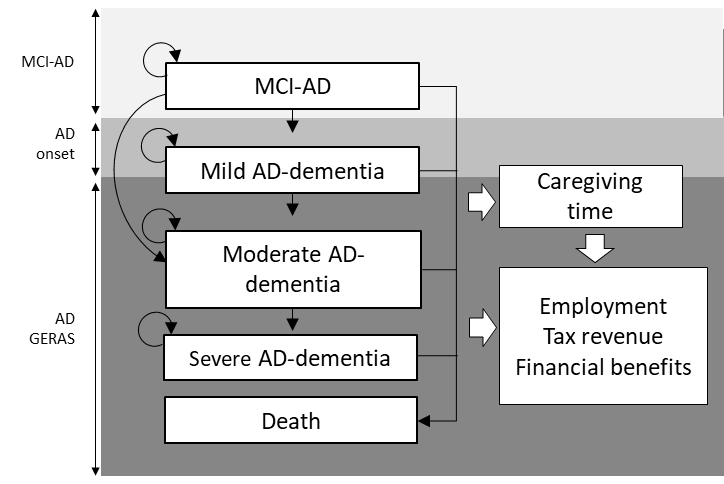 MCI-AD
MCI-AD
AD
onset
Mild AD-dementia
Caregiving
time
Moderate AD-
dementia
AD
GERAS
Employment
Tax revenue
Financial benefits
Severe AD-dementia
Death